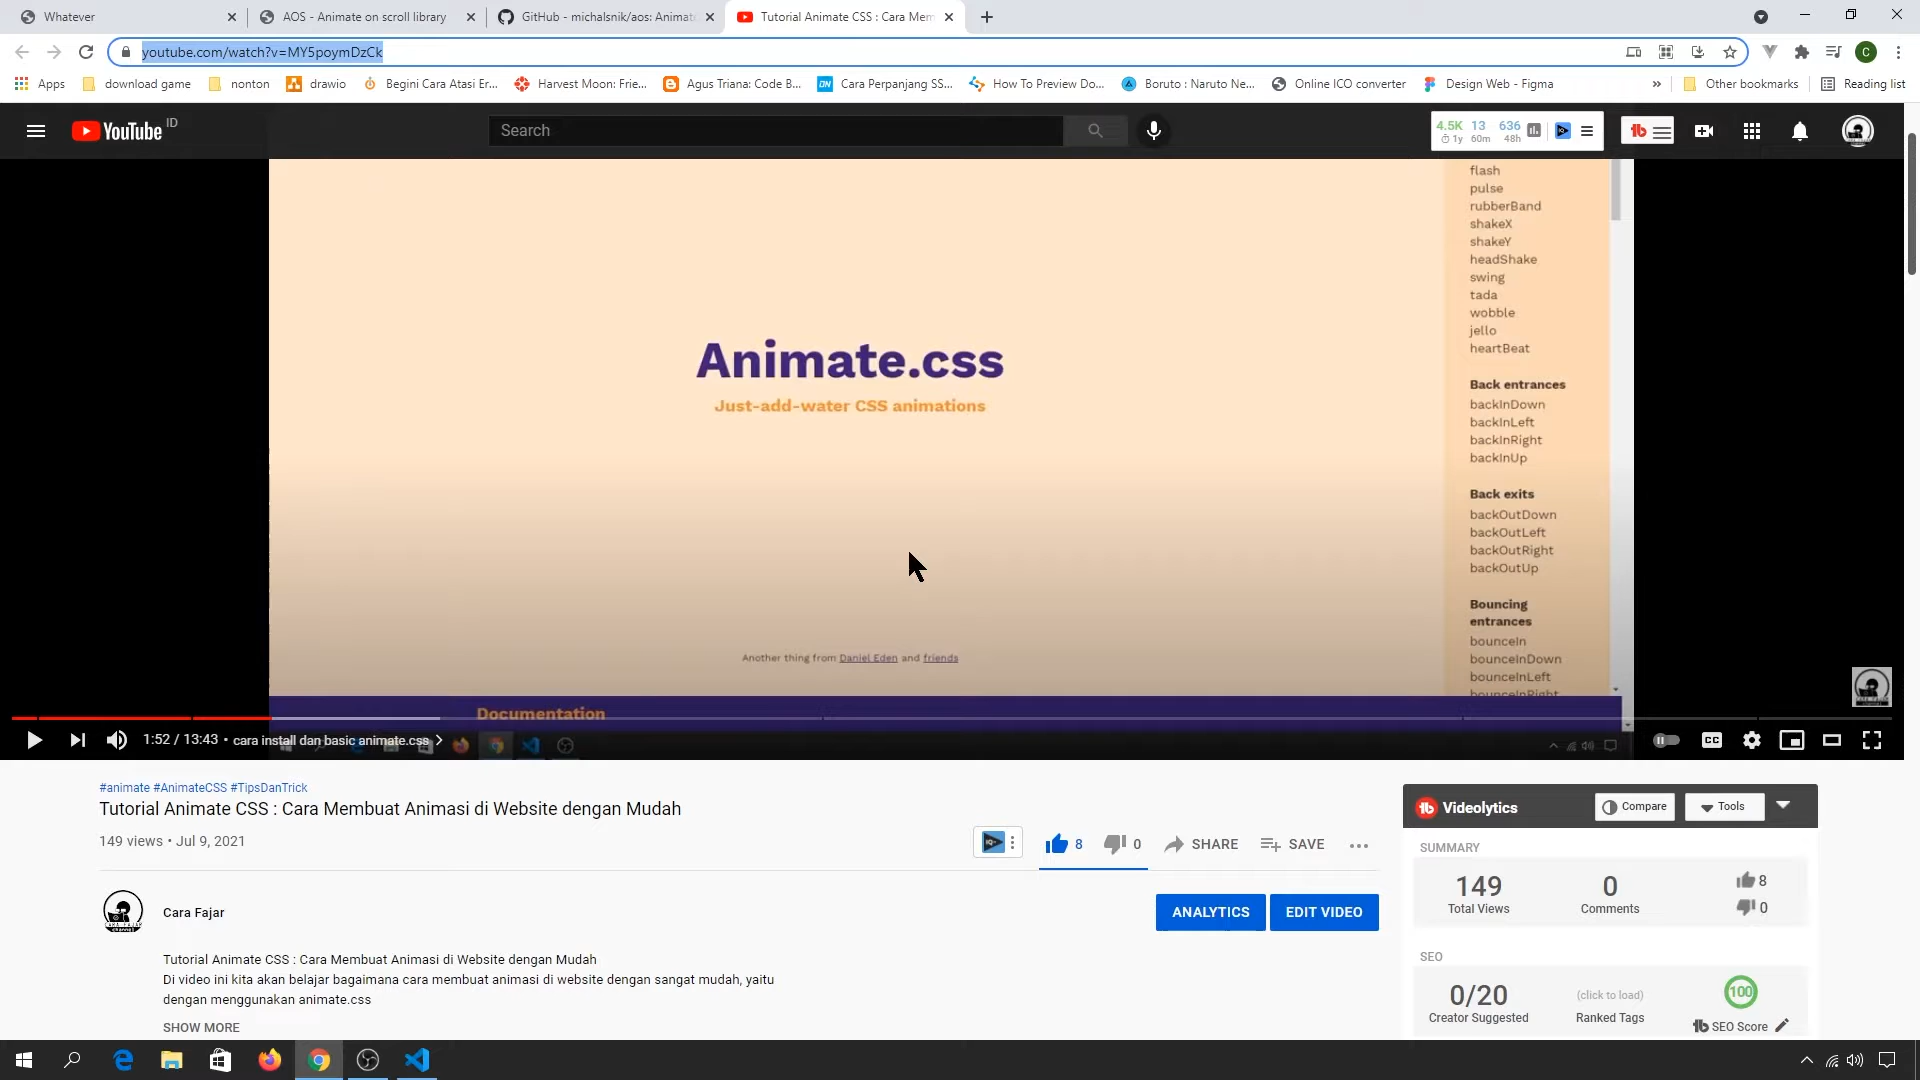 Whatever
AOS - Animate on scroll library
GitHub - michalsnik/aos: Animat
Tutorial Animate CSS : Cara Mem
youtube.com/watch?v=MY5poymDzCk
C
Apps
download game
nonton
drawio
Begini Cara Atasi Er...
Harvest Moon: Frie...
Agus Triana: Code B...
Cara Perpanjang SS...
How To Preview Do...
Boruto : Naruto Ne...
Online ICO converter
Design Web - Figma
»
Other bookmarks
Reading list
YouTube ID
Search
4.5K 13 636
1y 60m 48h
flash
pulse
rubberBand
shakeX
shakeY
headShake
swing
tada
wobble
jello
heartBeat
Back entrances
backInDown
backInLeft
backInRight
backInUp
Back exits
backOutDown
backOutLeft
backOutRight
backOutUp
Bouncing
entrances
bounceIn
bounceInDown
bounceInLeft
bounceInRight
Animate.css
Just-add-water CSS animations
Another thing from Daniel Eden and friends
Documentation
1:52 / 13:43 • cara install dan basic animate.css
CC
#animate #AnimateCSS #TipsDanTrick
Tutorial Animate CSS : Cara Membuat Animasi di Website dengan Mudah
149 views • Jul 9, 2021
8
0
SHARE
SAVE
Cara Fajar
ANALYTICS
EDIT VIDEO
Tutorial Animate CSS : Cara Membuat Animasi di Website dengan Mudah
Di video ini kita akan belajar bagaimana cara membuat animasi di website dengan sangat mudah, yaitu
dengan menggunakan animate.css
SHOW MORE
Videolytics
Compare
Tools
SUMMARY
149
Total Views
0
Comments
8
0
SEO
0/20
Creator Suggested
(click to load)
Ranked Tags
100
SEO Score